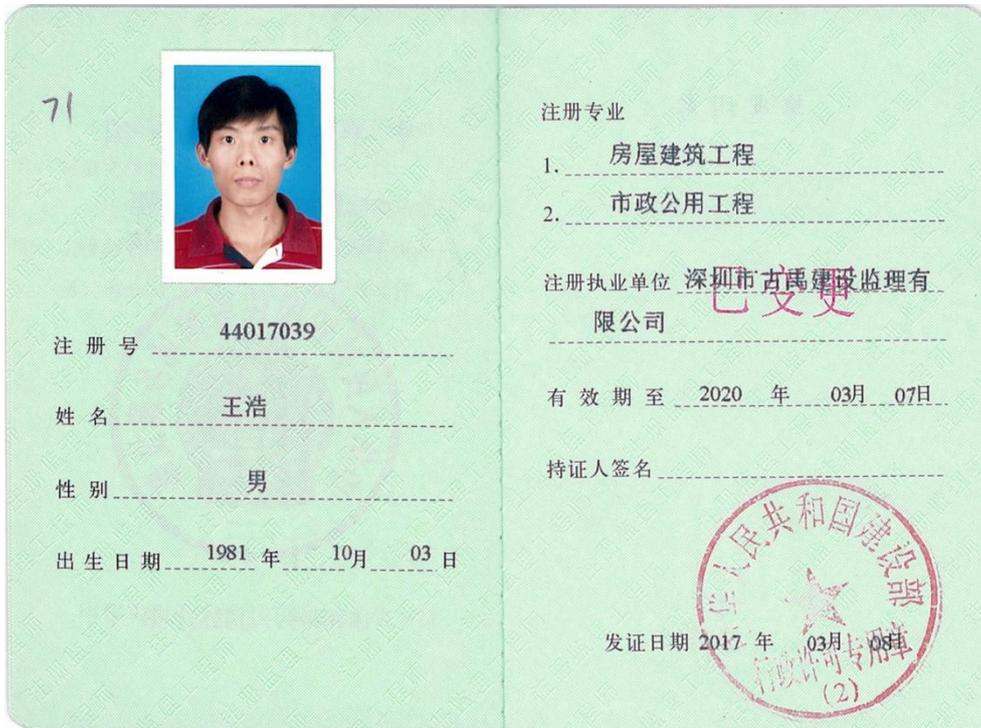 71
注册号 44017039
姓名 王浩
性别 男
出生日期 1981 年 10月 03 日
注册专业
1. 房屋建筑工程
2. 市政公用工程
注册执业单位 深圳市古禹建设监理有
限公司
已变更
有效期至 2020 年 03月 07日
持证人签名
中华人民共和国建设部
发证日期 2017 年 03月 08日
行政许可专用章
(2)